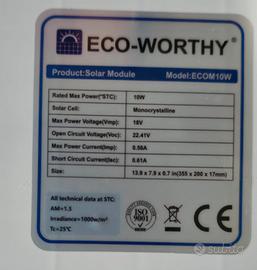 ECO-WORTHY®
Product:Solar Module Model:ECOM10W
Rated Max Power(*STC): 10W
Solar Cell: Monocrystalline
Max Power Voltage(Vmp): 18V
Open Circuit Voltage(Voc): 22.41V
Max Power Current(Imp): 0.56A
Short Circuit Current(Isc): 0.61A
Size: 13.9 x 7.9 x 0.7 in(355 x 200 x 17mm)
All technical data at STC:
AM=1.5
Irradiance=1000w/m²
Tc=25℃
ISO
CE
subito